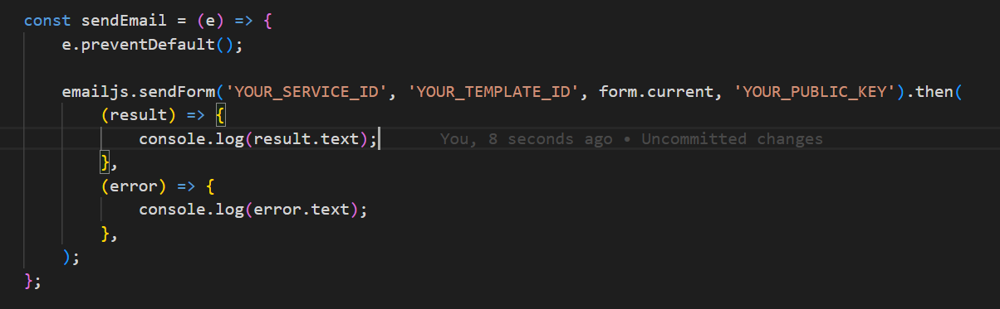 const sendEmail = (e) => {
e.preventDefault();
emailjs.sendForm('YOUR_SERVICE_ID', 'YOUR_TEMPLATE_ID', form.current, 'YOUR_PUBLIC_KEY').then(
(result) => {
console.log(result.text); You, 8 seconds ago • Uncommitted changes
},
(error) => {
console.log(error.text);
},
);
};